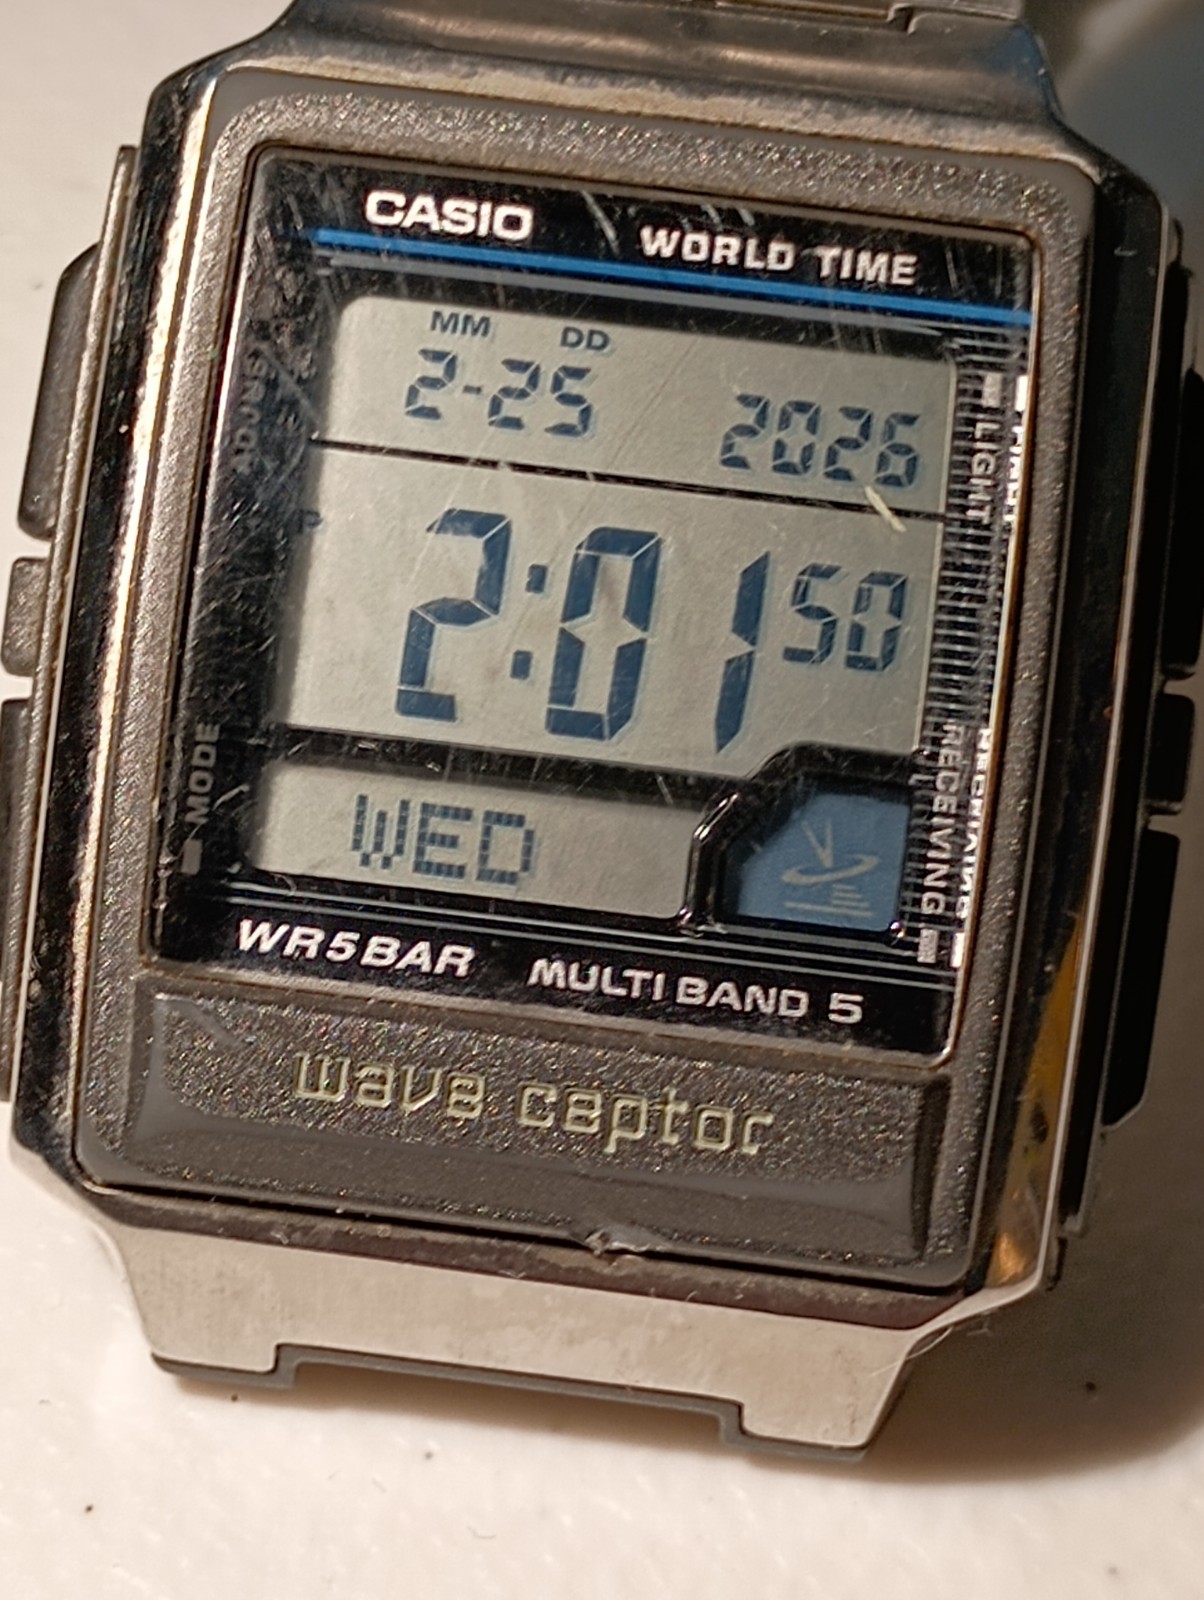 CASIO
WORLD TIME
MM DD
2-25 2026
ADJUST
LIGHT
P
2:01 50
MODE
RECEIVING
WED
WR5BAR MULTI BAND 5
wave ceptor